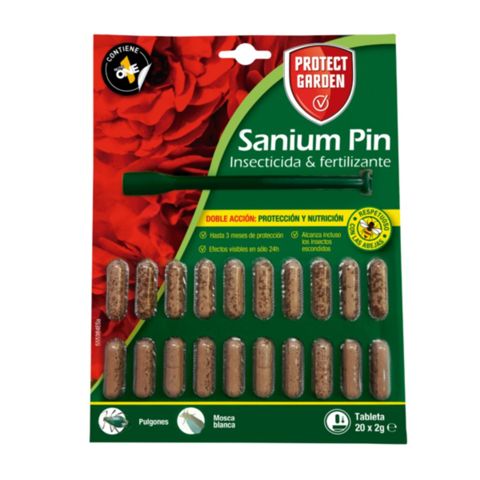 CONTIENE
ONE
PROTECT
GARDEN
Sanium Pin
Insecticida & fertilizante
DOBLE ACCIÓN: PROTECCIÓN Y NUTRICIÓN
Hasta 3 meses de protección
Efectos visibles en sólo 24h
Alcanza incluso
los insectos
escondidos
RESPETUOSO
CON LAS ABEJAS
Pulgones
Mosca
blanca
Tableta
20 x 2g e